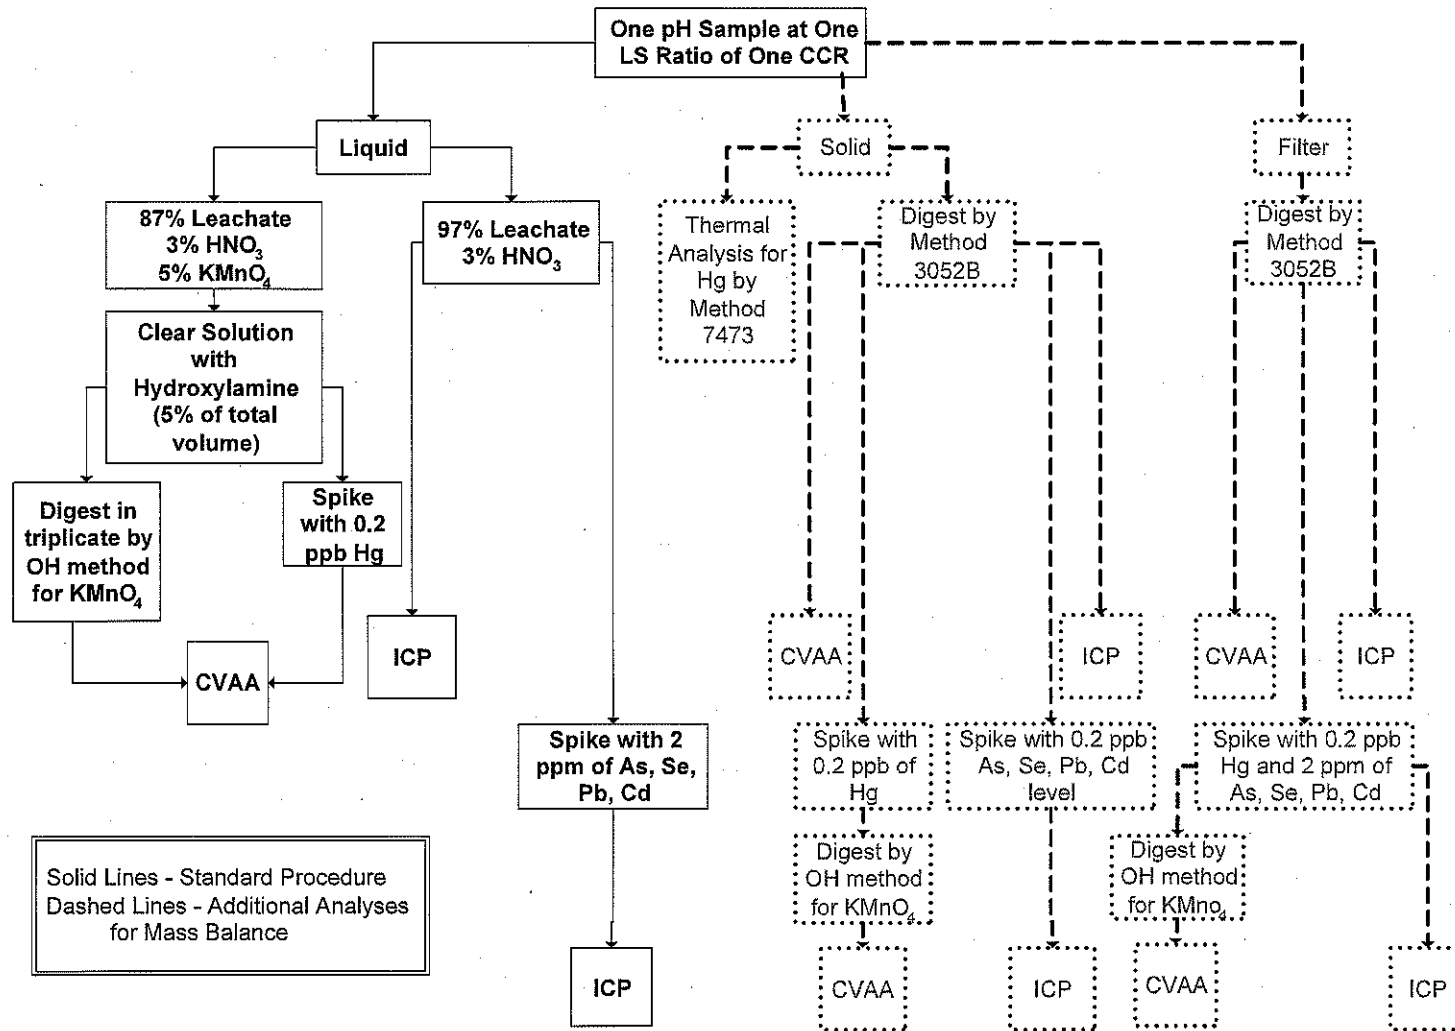 One pH Sample at One
LS Ratio of One CCR
Liquid
Solid
Filter
87% Leachate
3% HNO₃
5% KMnO₄
97% Leachate
3% HNO₃
Thermal
Analysis for
Hg by
Method
7473
Digest by
Method
3052B
Digest by
Method
3052B
Clear Solution
with
Hydroxylamine
(5% of total
volume)
Digest in
triplicate by
OH method
for KMnO₄
Spike
with 0.2
ppb Hg
CVAA
ICP
CVAA
ICP
CVAA
ICP
Spike with 2
ppm of As, Se,
Pb, Cd
Spike with
0.2 ppb of
Hg
Spike with 0.2 ppb
As, Se, Pb, Cd
level
Spike with 0.2 ppb
Hg and 2 ppm of
As, Se, Pb, Cd
Digest by
OH method
for KMnO₄
Digest by
OH method
for KMno₄
ICP
CVAA
ICP
CVAA
ICP
Solid Lines - Standard Procedure
Dashed Lines - Additional Analyses
for Mass Balance